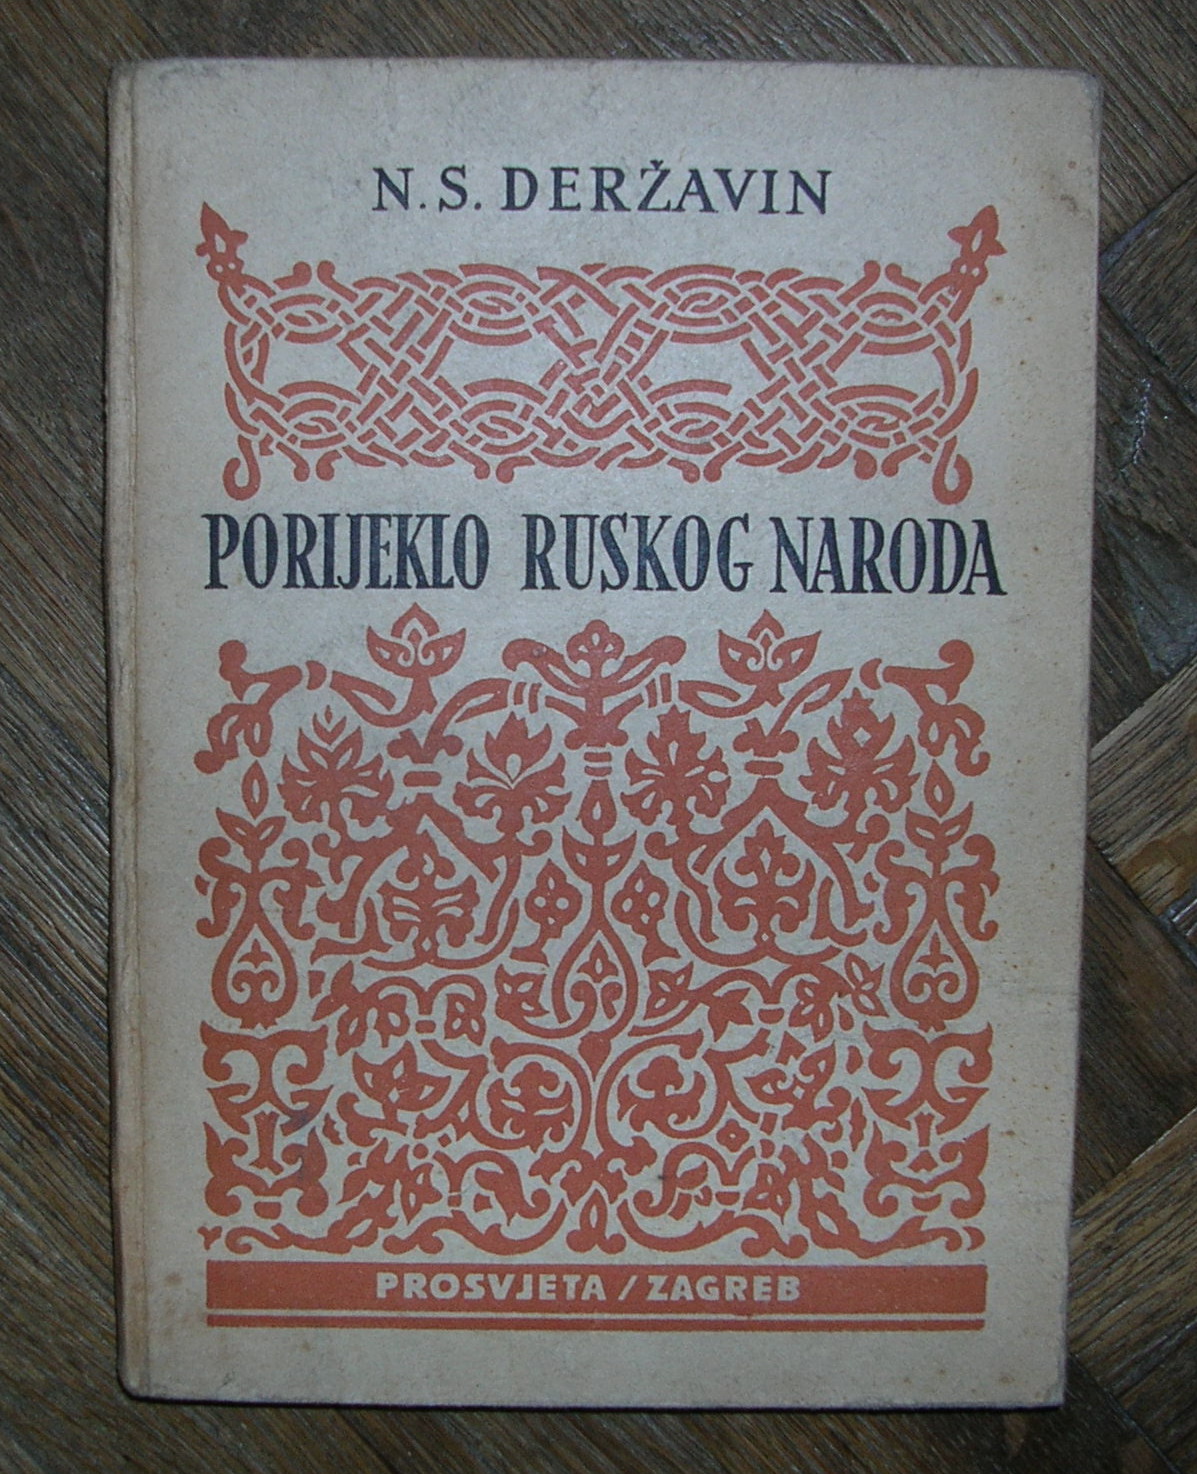 N. S. DERŽAVIN
PORIJEKLO RUSKOG NARODA
PROSVJETA / ZAGREB